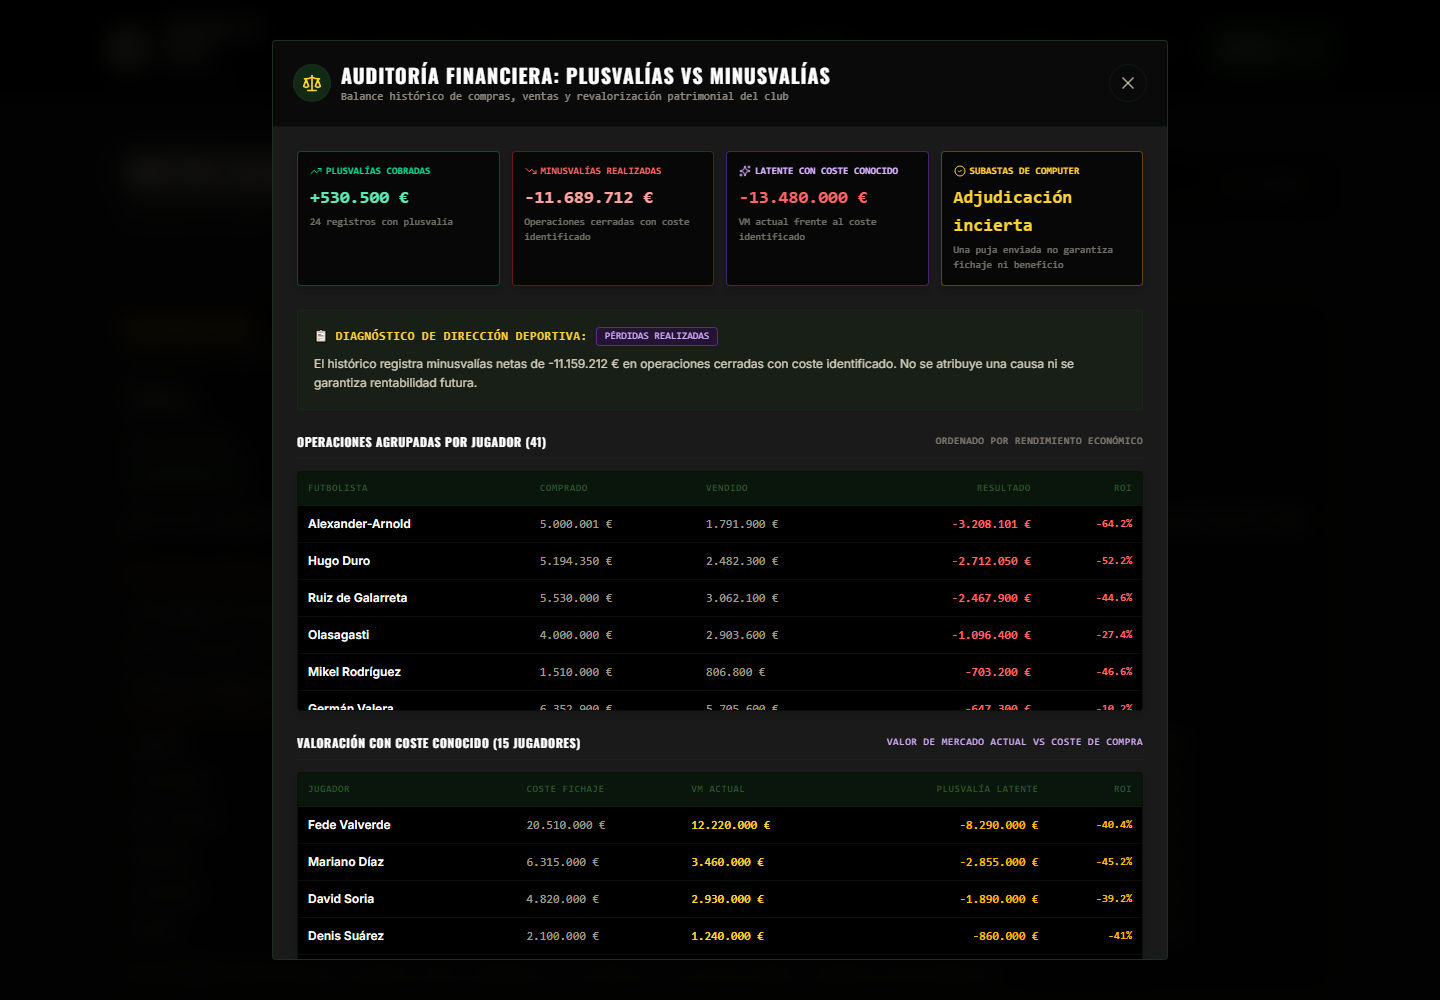 AUDITORÍA FINANCIERA: PLUSVALÍAS VS MINUSVALÍAS
Balance histórico de compras, ventas y revalorización patrimonial del club
PLUSVALÍAS COBRADAS
+530.500 €
24 registros con plusvalía
MINUSVALÍAS REALIZADAS
-11.689.712 €
Operaciones cerradas con coste
identificado
LATENTE CON COSTE CONOCIDO
-13.480.000 €
VM actual frente al coste
identificado
SUBASTAS DE COMPUTER
Adjudicación
incierta
Una puja enviada no garantiza
fichaje ni beneficio
DIAGNÓSTICO DE DIRECCIÓN DEPORTIVA: PÉRDIDAS REALIZADAS
El histórico registra minusvalías netas de -11.159.212 € en operaciones cerradas con coste identificado. No se atribuye una causa ni se
garantiza rentabilidad futura.
OPERACIONES AGRUPADAS POR JUGADOR (41) ORDENADO POR RENDIMIENTO ECONÓMICO
FUTBOLISTA COMPRADO VENDIDO RESULTADO ROI
Alexander-Arnold 5.000.001 € 1.791.900 € -3.208.101 € -64.2%
Hugo Duro 5.194.350 € 2.482.300 € -2.712.050 € -52.2%
Ruiz de Galarreta 5.530.000 € 3.062.100 € -2.467.900 € -44.6%
Olasagasti 4.000.000 € 2.903.600 € -1.096.400 € -27.4%
Mikel Rodríguez 1.510.000 € 806.800 € -703.200 € -46.6%
Germán Valera 6.352.900 € 5.705.600 € -647.300 € -10.2%
VALORACIÓN CON COSTE CONOCIDO (15 JUGADORES) VALOR DE MERCADO ACTUAL VS COSTE DE COMPRA
JUGADOR COSTE FICHAJE VM ACTUAL PLUSVALÍA LATENTE ROI
Fede Valverde 20.510.000 € 12.220.000 € -8.290.000 € -40.4%
Mariano Díaz 6.315.000 € 3.460.000 € -2.855.000 € -45.2%
David Soria 4.820.000 € 2.930.000 € -1.890.000 € -39.2%
Denis Suárez 2.100.000 € 1.240.000 € -860.000 € -41%